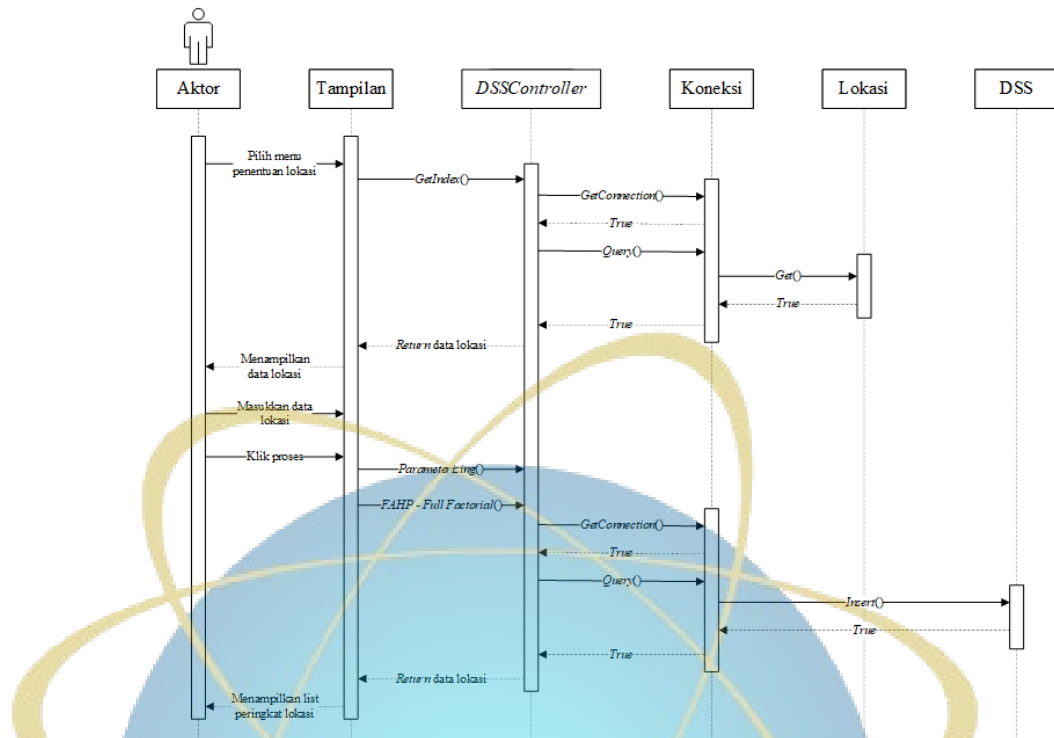 Aktor
Tampilan
DSSController
Koneksi
Lokasi
DSS
Pilih menu
penentuan lokasi
GetIndex()
GetConnection()
True
Query()
Get()
True
True
Return data lokasi
Menampilkan
data lokasi
Masukkan data
lokasi
Klik proses
Parameterizing()
FAHP - Full Factorial()
GetConnection()
True
Query()
Insert()
True
True
Return data lokasi
Menampilkan list
peringkat lokasi